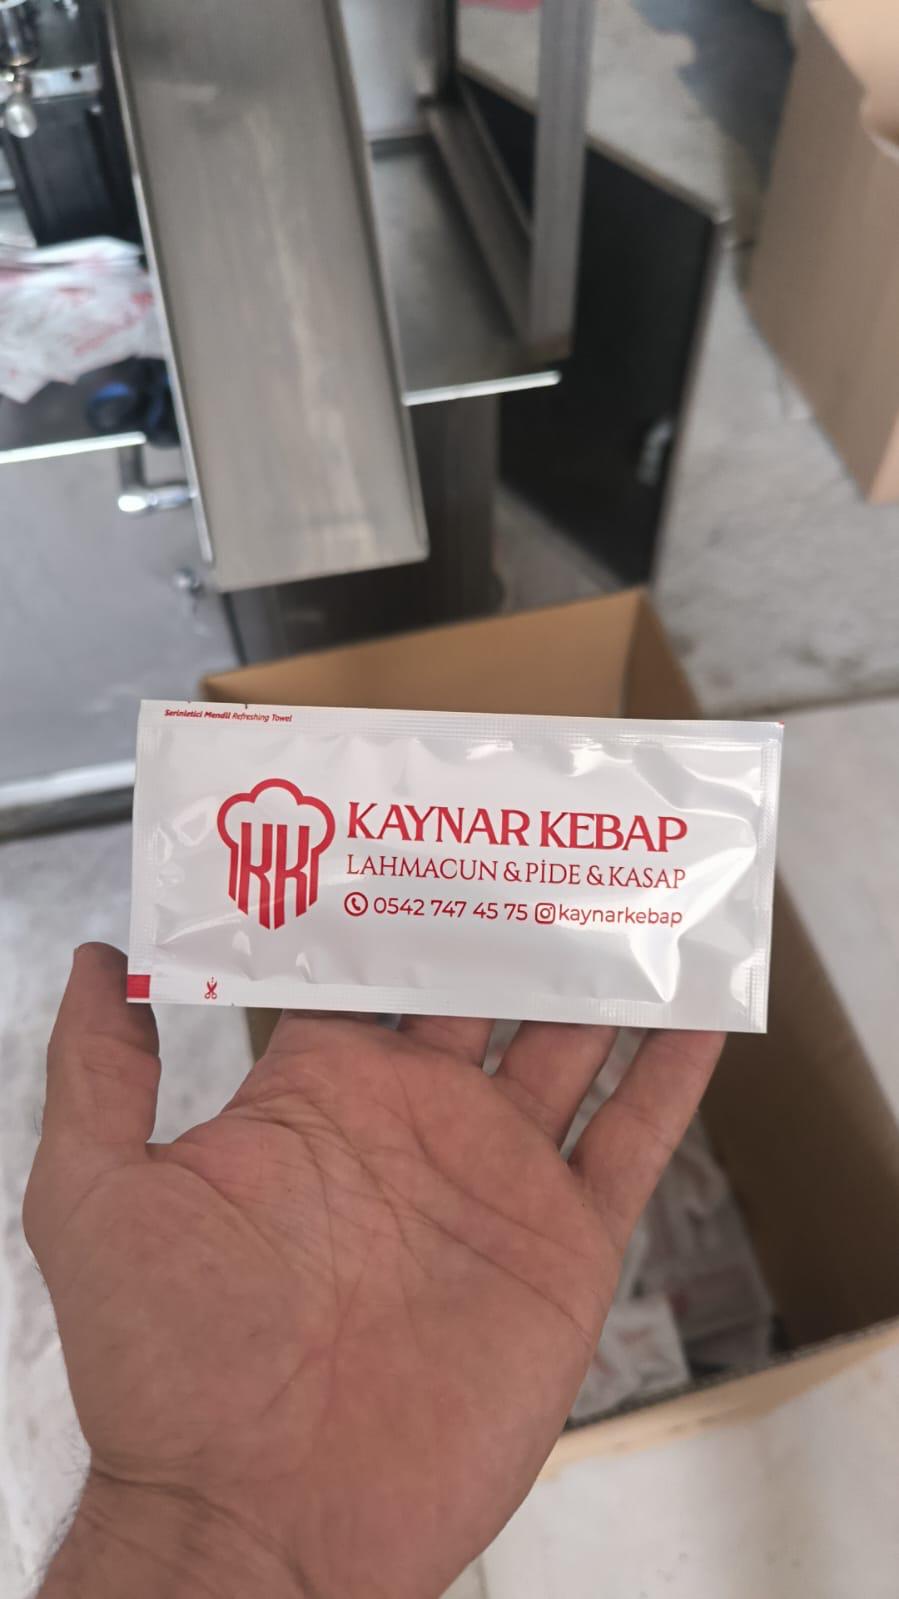 Serinletici Mendil Refreshing Towel
KK
KAYNAR KEBAP
LAHMACUN & PİDE & KASAP
0542 747 45 75 kaynarkebap